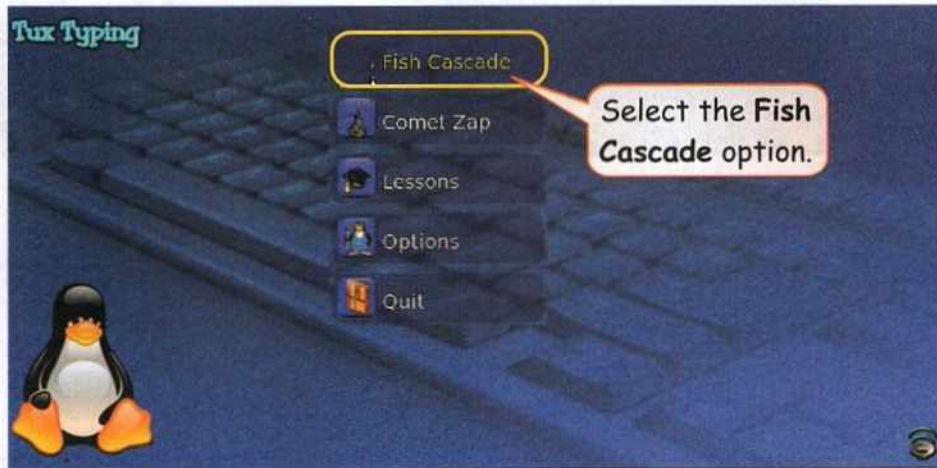 Tux Typing
Fish Cascade
Select the Fish
Cascade option.
Comet Zap
Lessons
Options
Quit